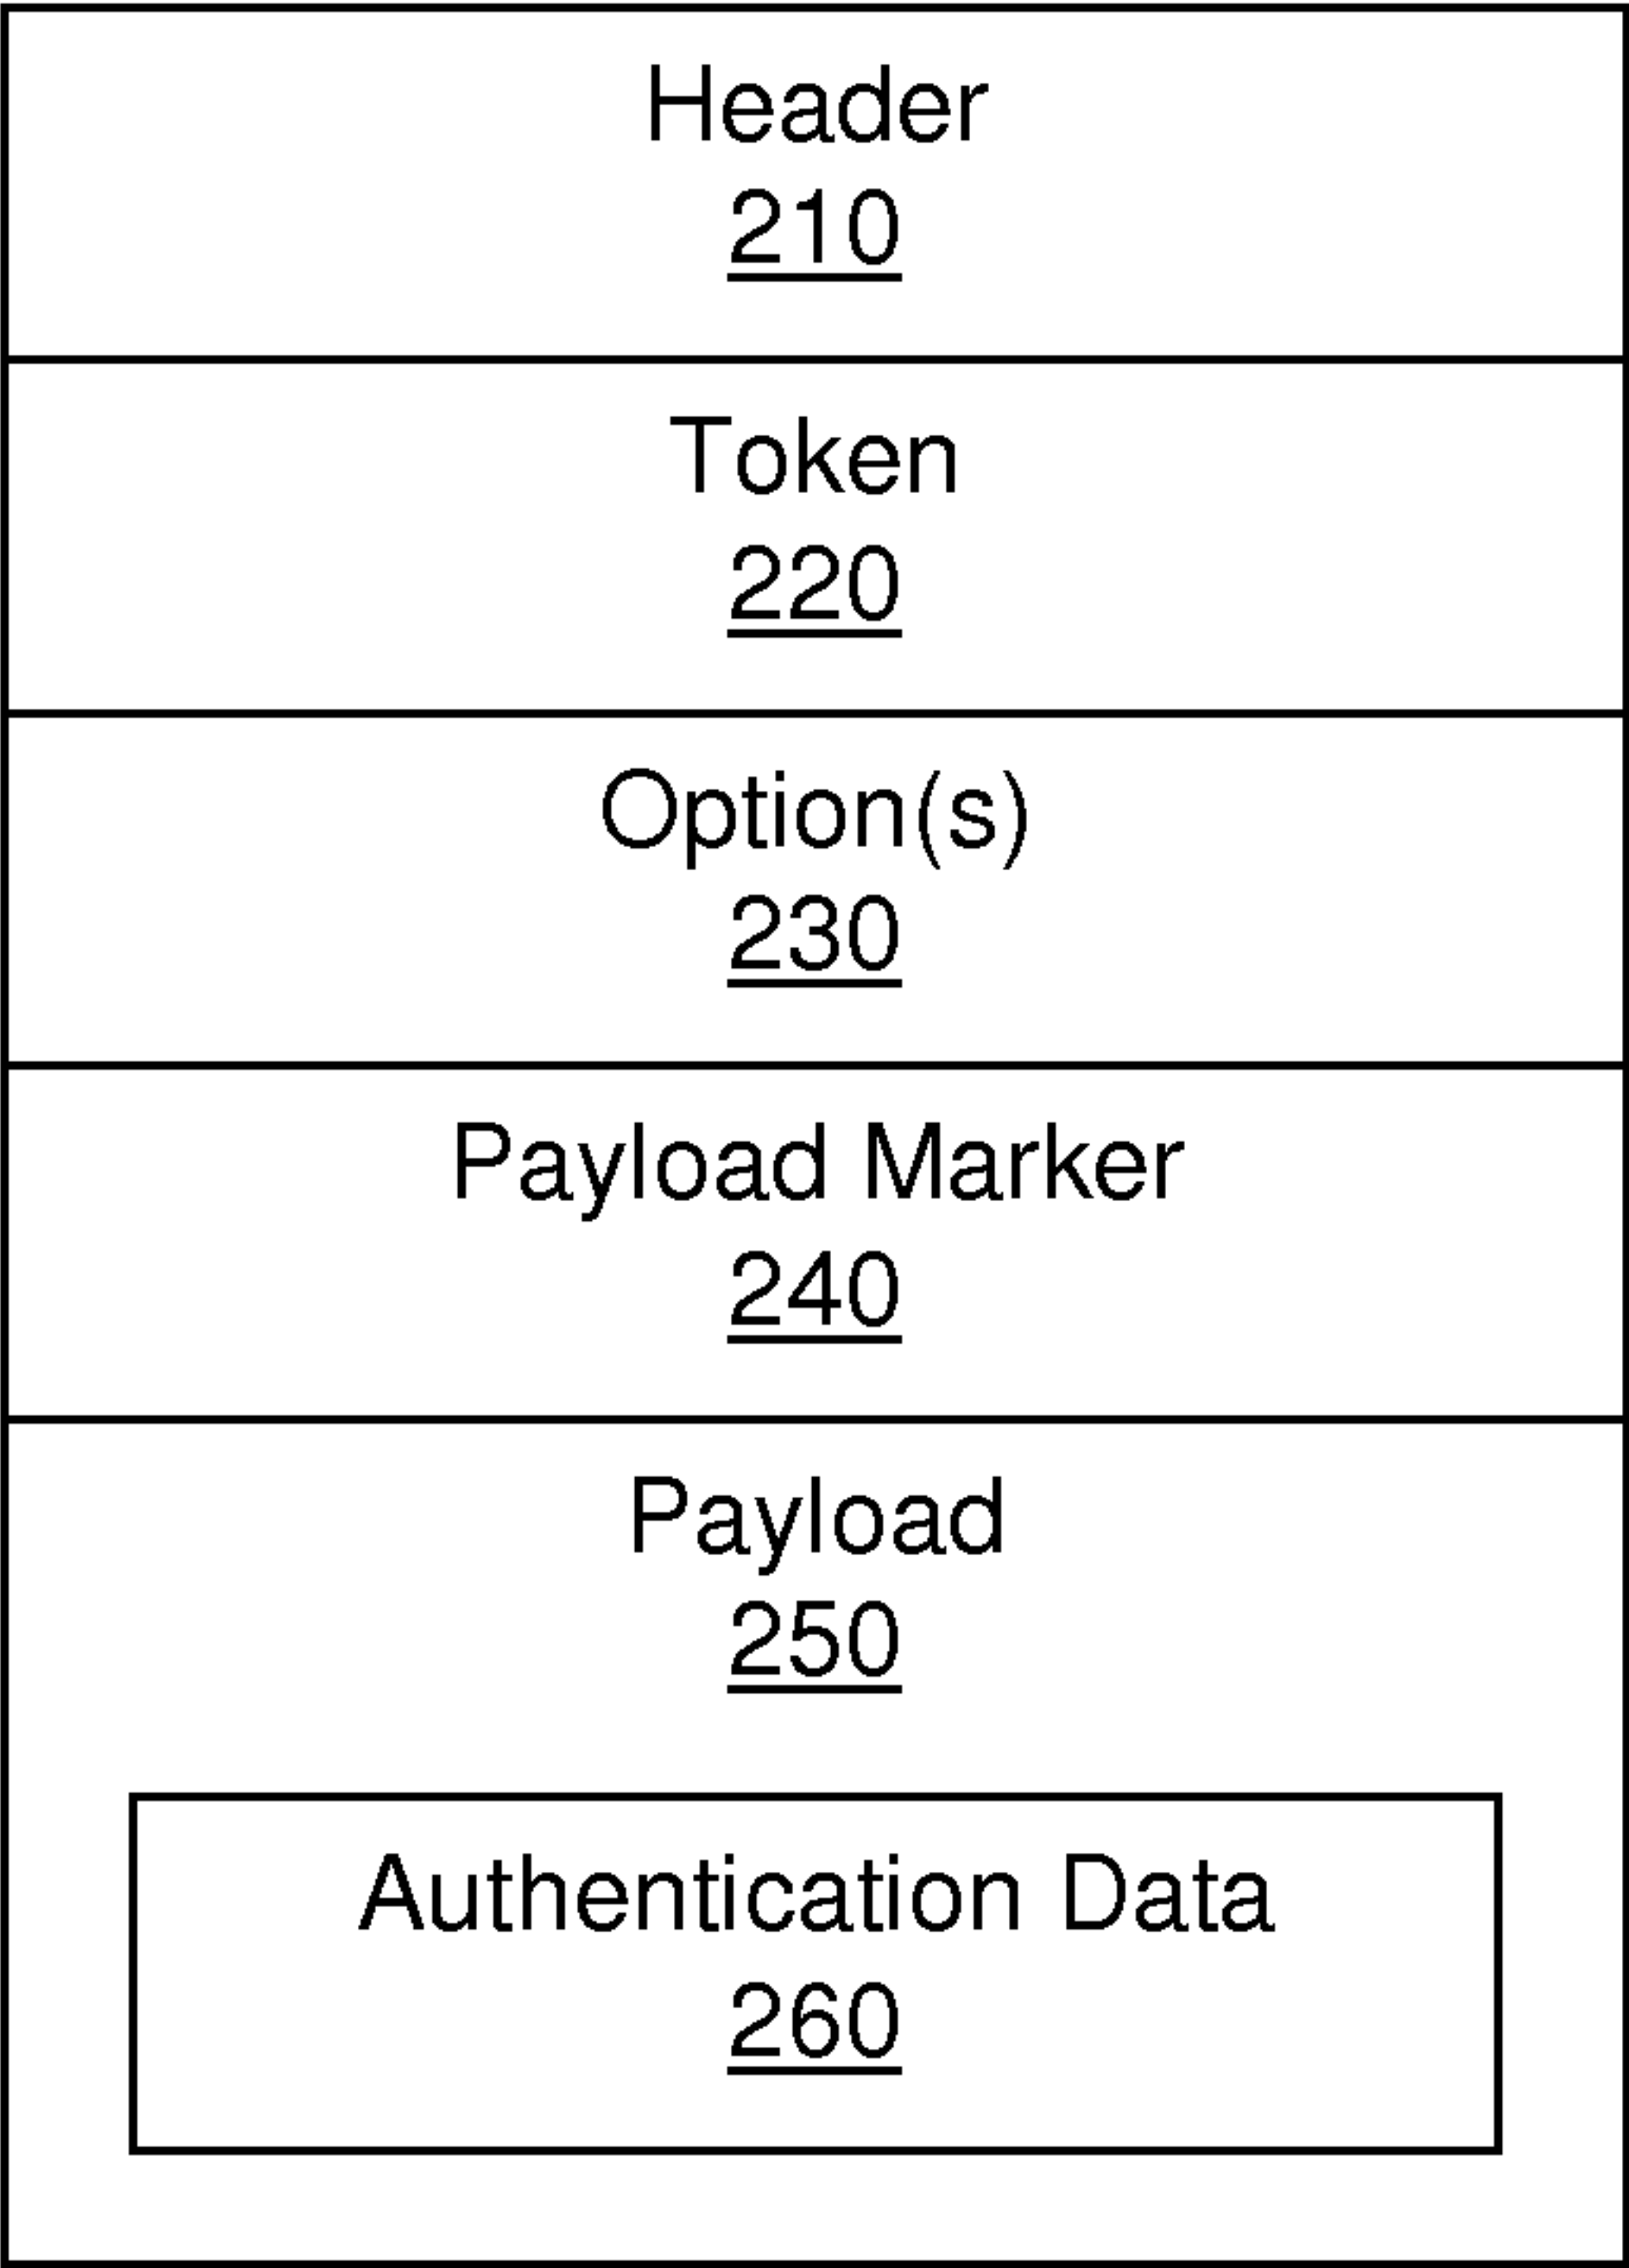 Header
210
Token
220
Option(s)
230
Payload Marker
240
Payload
250
Authentication Data
260